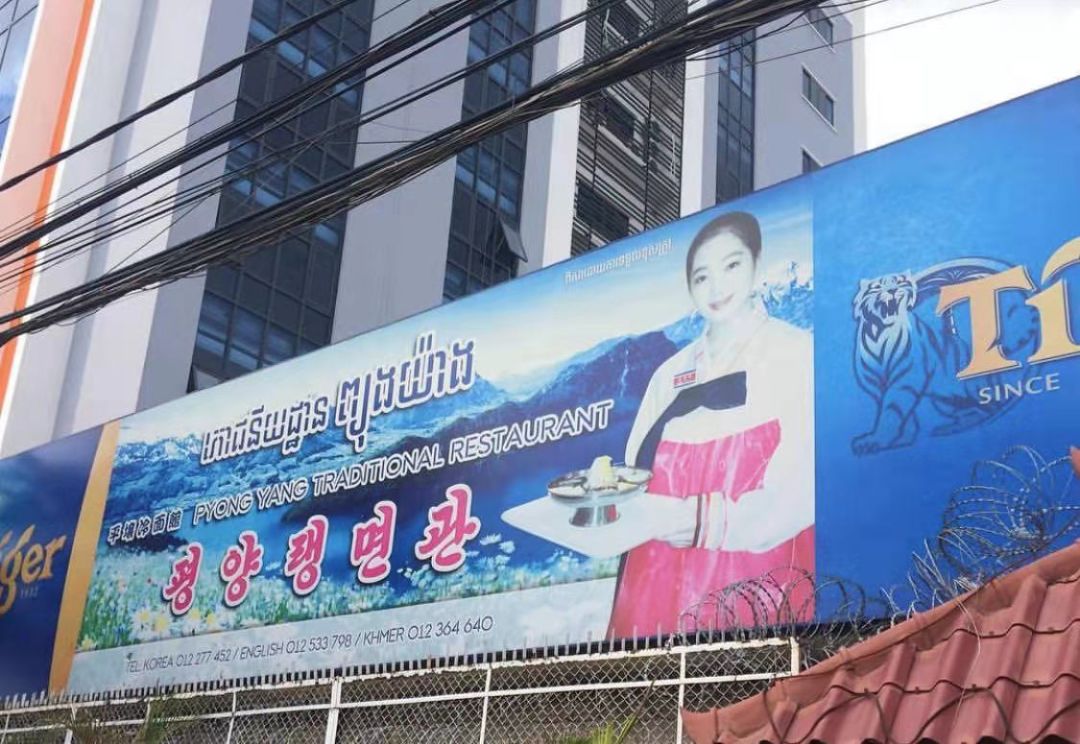 ភោជនីយដ្ឋាន ព្យុងយ៉ាង
PYONG YANG TRADITIONAL RESTAURANT
平壤冷面館
평양랭면관
TEL: KOREA 012 277 452 / ENGLISH 012 533 798 / KHMER 012 364 640
SINCE
ger
1932